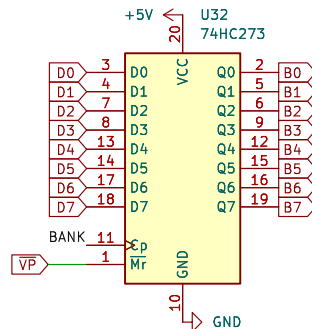 +5V U32
74HC273
20
VCC
D0 3 D0 Q0 2 B0
D1 4 D1 Q1 5 B1
D2 7 D2 Q2 6 B2
D3 8 D3 Q3 9 B3
D4 13 D4 Q4 12 B4
D5 14 D5 Q5 15 B5
D6 17 D6 Q6 16 B6
D7 18 D7 Q7 19 B7
BANK 11 Cp
V̅P̅ 1 M̅r̅
GND
10
GND